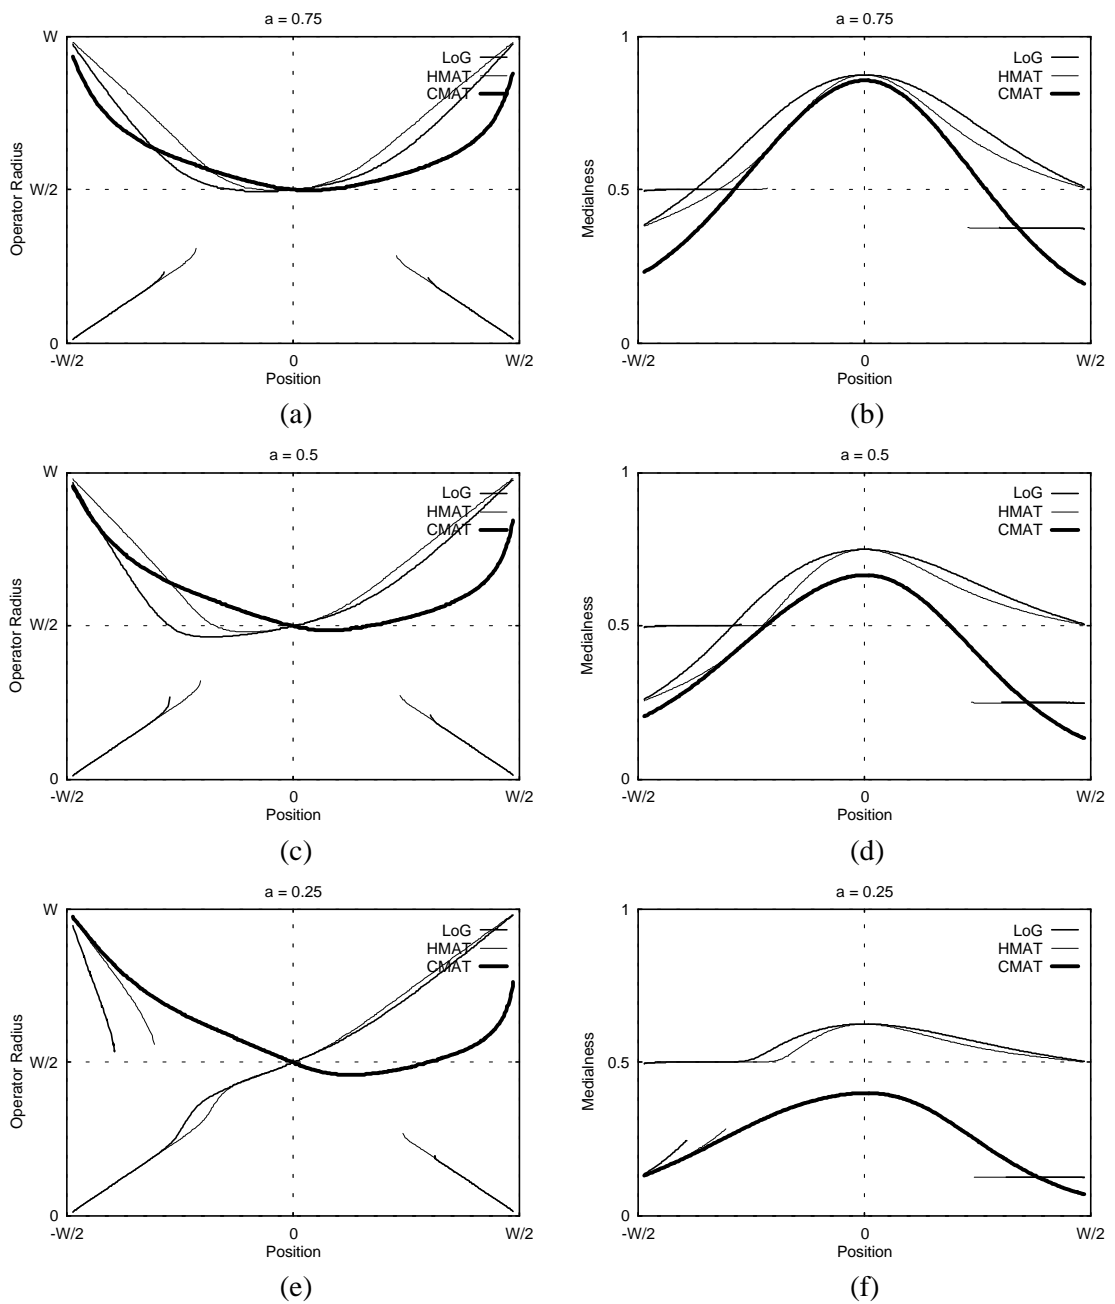 a = 0.75
W
W/2
0
Operator Radius
LoG
HMAT
CMAT
-W/2
0
W/2
Position
(a)
a = 0.75
1
0.5
0
Medialness
LoG
HMAT
CMAT
-W/2
0
W/2
Position
(b)
a = 0.5
W
W/2
0
Operator Radius
LoG
HMAT
CMAT
-W/2
0
W/2
Position
(c)
a = 0.5
1
0.5
0
Medialness
LoG
HMAT
CMAT
-W/2
0
W/2
Position
(d)
a = 0.25
W
W/2
0
Operator Radius
LoG
HMAT
CMAT
-W/2
0
W/2
Position
(e)
a = 0.25
1
0.5
0
Medialness
LoG
HMAT
CMAT
-W/2
0
W/2
Position
(f)